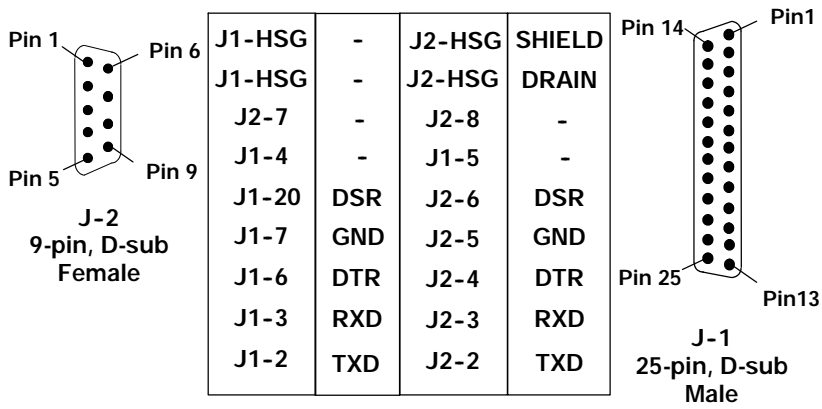 Pin 1
Pin 6
Pin 5
Pin 9
J-2
9-pin, D-sub
Female
J1-HSG - J2-HSG SHIELD
J1-HSG - J2-HSG DRAIN
J2-7 - J2-8 -
J1-4 - J1-5 -
J1-20 DSR J2-6 DSR
J1-7 GND J2-5 GND
J1-6 DTR J2-4 DTR
J1-3 RXD J2-3 RXD
J1-2 TXD J2-2 TXD
Pin 14
Pin1
Pin 25
Pin13
J-1
25-pin, D-sub
Male